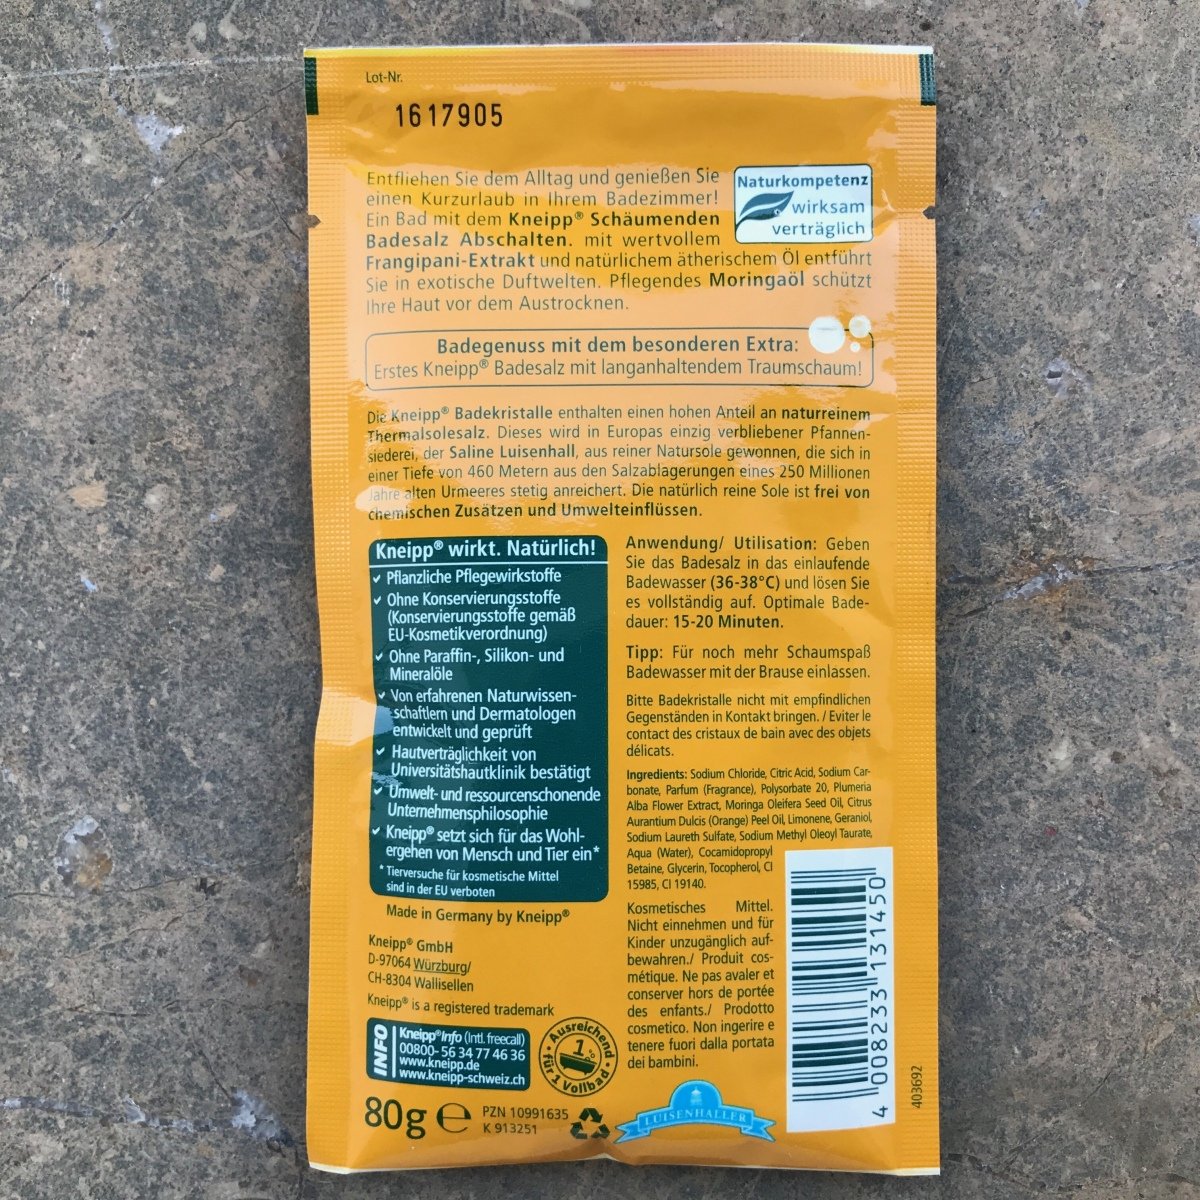 Lot-Nr.
1617905
Entfliehen Sie dem Alltag und genießen Sie
einen Kurzurlaub in Ihrem Badezimmer!
Ein Bad mit dem Kneipp® Schäumenden
Badesalz Abschalten. mit wertvollem
Frangipani-Extrakt und natürlichem ätherischem Öl entführt
Sie in exotische Duftwelten. Pflegendes Moringaöl schützt
Ihre Haut vor dem Austrocknen.
Naturkompetenz
wirksam
verträglich
Badegenuss mit dem besonderen Extra:
Erstes Kneipp® Badesalz mit langanhaltendem Traumschaum!
Die Kneipp® Badekristalle enthalten einen hohen Anteil an naturreinem
Thermalsolesalz. Dieses wird in Europas einzig verbliebener Pfannen-
siederei, der Saline Luisenhall, aus reiner Natursole gewonnen, die sich in
einer Tiefe von 460 Metern aus den Salzablagerungen eines 250 Millionen
Jahre alten Urmeeres stetig anreichert. Die natürlich reine Sole ist frei von
chemischen Zusätzen und Umwelteinflüssen.
Kneipp® wirkt. Natürlich!
✓ Pflanzliche Pflegewirkstoffe
✓ Ohne Konservierungsstoffe
(Konservierungsstoffe gemäß
EU-Kosmetikverordnung)
✓ Ohne Paraffin-, Silikon- und
Mineralöle
✓ Von erfahrenen Naturwissen-
schaftlern und Dermatologen
entwickelt und geprüft
✓ Hautverträglichkeit von
Universitätshautklinik bestätigt
✓ Umwelt- und ressourcenschonende
Unternehmensphilosophie
✓ Kneipp® setzt sich für das Wohl-
ergehen von Mensch und Tier ein*
* Tierversuche für kosmetische Mittel
sind in der EU verboten
Made in Germany by Kneipp®
Kneipp® GmbH
D-97064 Würzburg/
CH-8304 Wallisellen
Kneipp® is a registered trademark
INFO
Kneipp®Info (Intl. freecall)
00800- 56 34 77 46 36
www.kneipp.de
www.kneipp-schweiz.ch
Ausreichend
1
für 1 Vollbad
80g ℮
PZN 10991635
K 913251
Anwendung/ Utilisation: Geben
Sie das Badesalz in das einlaufende
Badewasser (36-38°C) und lösen Sie
es vollständig auf. Optimale Bade-
dauer: 15-20 Minuten.
Tipp: Für noch mehr Schaumspaß
Badewasser mit der Brause einlassen.
Bitte Badekristalle nicht mit empfindlichen
Gegenständen in Kontakt bringen. / Eviter le
contact des cristaux de bain avec des objets
délicats.
Ingredients: Sodium Chloride, Citric Acid, Sodium Car-
bonate, Parfum (Fragrance), Polysorbate 20, Plumeria
Alba Flower Extract, Moringa Oleifera Seed Oil, Citrus
Aurantium Dulcis (Orange) Peel Oil, Limonene, Geraniol,
Sodium Laureth Sulfate, Sodium Methyl Oleoyl Taurate,
Aqua (Water), Cocamidopropyl
Betaine, Glycerin, Tocopherol, CI
15985, CI 19140.
Kosmetisches Mittel.
Nicht einnehmen und für
Kinder unzugänglich auf-
bewahren./ Produit cos-
métique. Ne pas avaler et
conserver hors de portée
des enfants./ Prodotto
cosmetico. Non ingerire e
tenere fuori dalla portata
dei bambini.
LUISENHALLER
4 008233 131450
403692